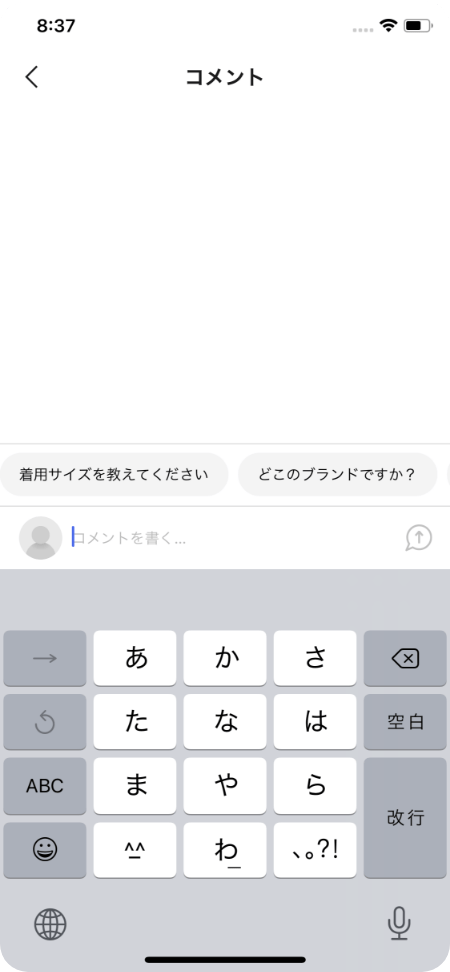 8:37
コメント
着用サイズを教えてください
どこのブランドですか？
コメントを書く...
→ あ か さ
た な は 空白
ABC ま や ら 改行
^^ わ 、。?!